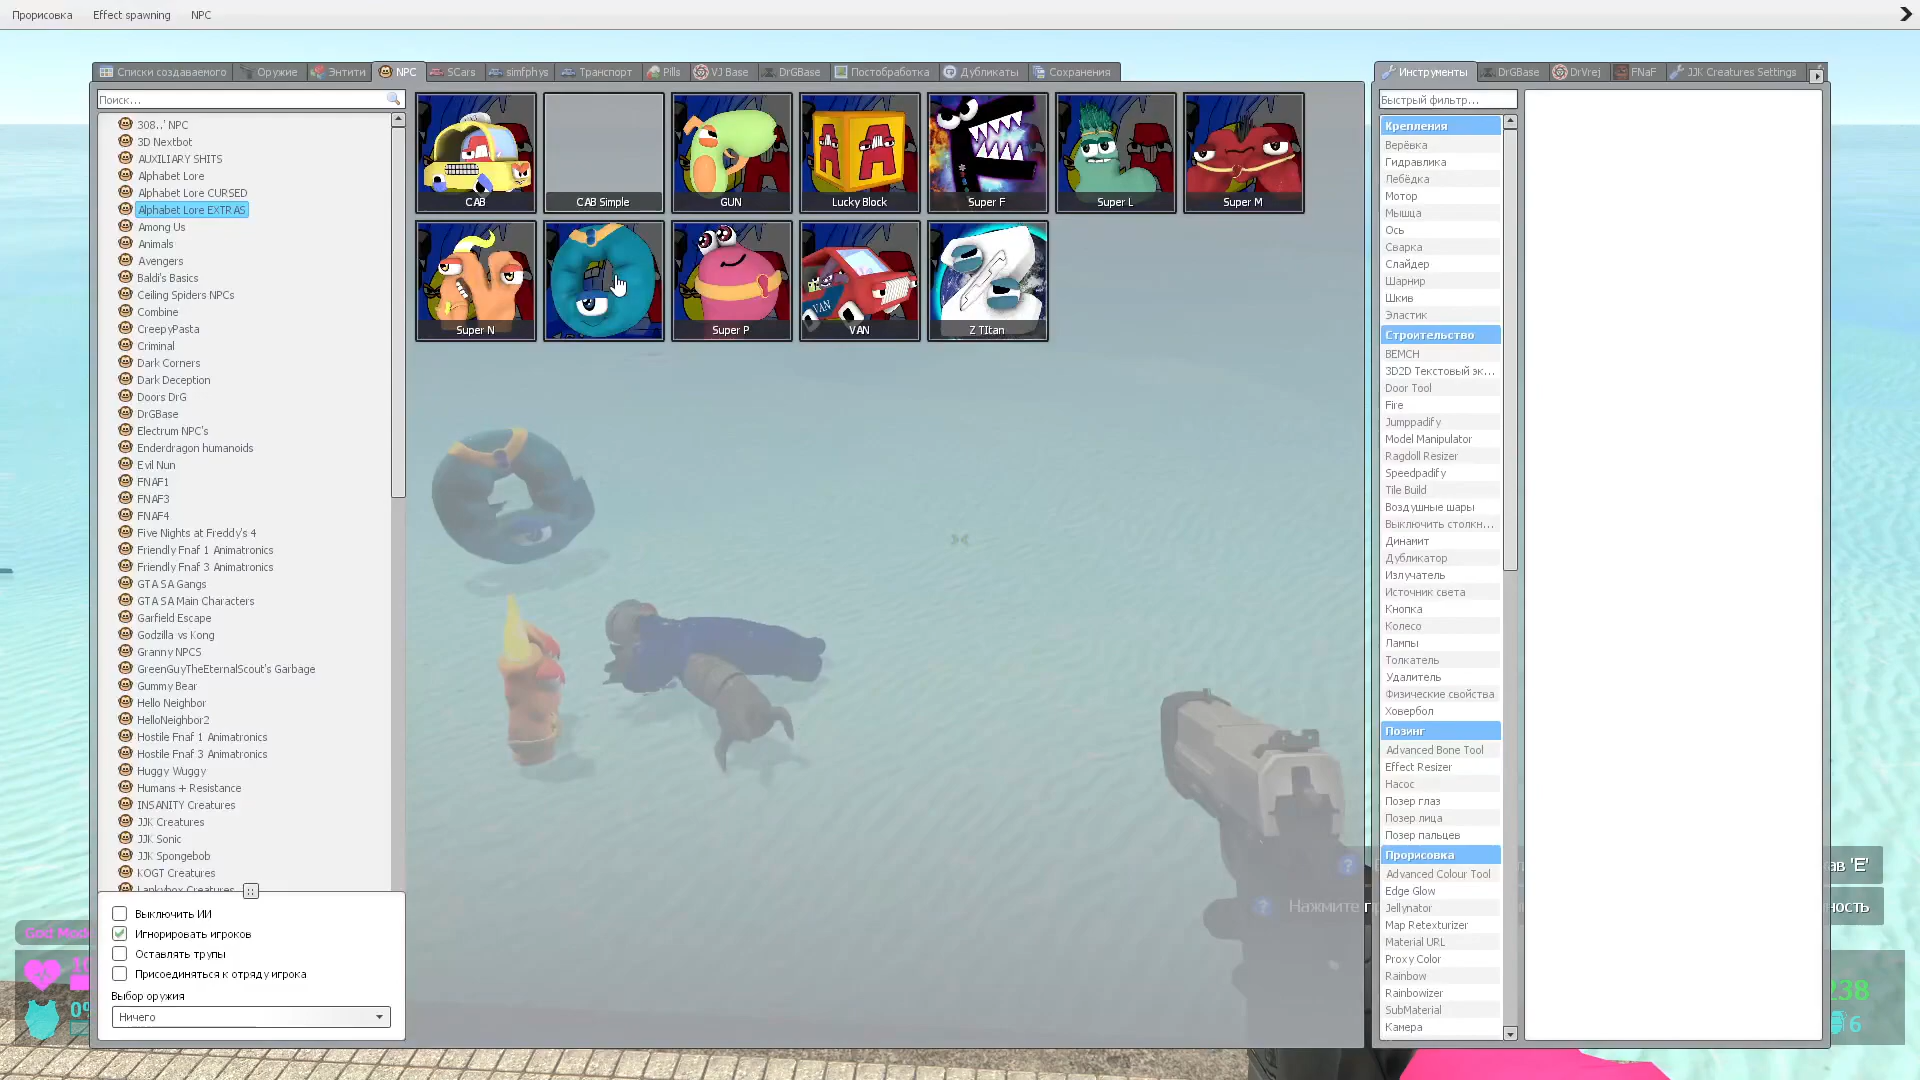 Прорисовка Effect spawning NPC
Списки создаваемого Оружие Энтити NPC SCars simfphys Транспорт Pills VJ Base DrGBase Постобработка Дубликаты Сохранения
Инструменты DrGBase DrVrej FNaF JJK Creatures Settings
Поиск...
308..' NPC
3D Nextbot
AUXILIARY SHITS
Alphabet Lore
Alphabet Lore CURSED
Alphabet Lore EXTRAS
Among Us
Animals
Avengers
Baldi's Basics
Ceiling Spiders NPCs
Combine
CreepyPasta
Criminal
Dark Corners
Dark Deception
Doors DrG
DrGBase
Electrum NPC's
Enderdragon humanoids
Evil Nun
FNAF1
FNAF3
FNAF4
Five Nights at Freddy's 4
Friendly Fnaf 1 Animatronics
Friendly Fnaf 3 Animatronics
GTA SA Gangs
GTA SA Main Characters
Garfield Escape
Godzilla vs Kong
Granny NPCS
GreenGuyTheEternalScout's Garbage
Gummy Bear
Hello Neighbor
HelloNeighbor2
Hostile Fnaf 1 Animatronics
Hostile Fnaf 3 Animatronics
Huggy Wuggy
Humans + Resistance
INSANITY Creatures
JJK Creatures
JJK Sonic
JJK Spongebob
KOGT Creatures
Lankybox Creatures
Выключить ИИ
Игнорировать игроков
Оставлять трупы
Присоединяться к отряду игрока
Выбор оружия
Ничего
CAB
CAB Simple
GUN
Lucky Block
Super F
Super L
Super M
Super N
Super P
VAN
VAN
Z TItan
Быстрый фильтр...
Крепления
Верёвка
Гидравлика
Лебёдка
Мотор
Мышца
Ось
Сварка
Слайдер
Шарнир
Шкив
Эластик
Строительство
BEMCH
3D2D Текстовый эк...
Door Tool
Fire
Jumppadify
Model Manipulator
Ragdoll Resizer
Speedpadify
Tile Build
Воздушные шары
Выключить столкн...
Динамит
Дубликатор
Излучатель
Источник света
Кнопка
Колесо
Лампы
Толкатель
Удалитель
Физические свойства
Ховербол
Позинг
Advanced Bone Tool
Effect Resizer
Насос
Позер глаз
Позер лица
Позер пальцев
Прорисовка
Advanced Colour Tool
Edge Glow
Jellynator
Map Retexturizer
Material URL
Proxy Color
Rainbow
Rainbowizer
SubMaterial
Камера
God Mod
0%
ав 'E'
Нажмите
ность
238
6